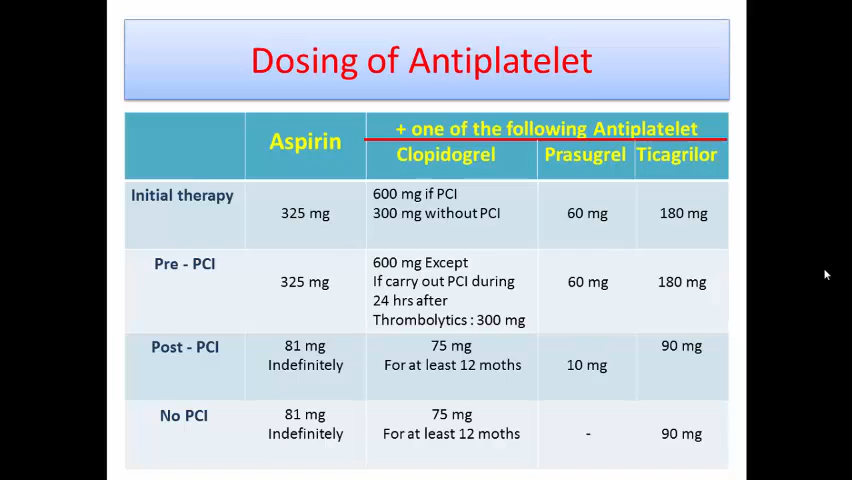 Dosing of Antiplatelet
Aspirin
+ one of the following Antiplatelet
Clopidogrel
Prasugrel
Ticagrilor
Initial therapy
325 mg
600 mg if PCI
300 mg without PCI
60 mg
180 mg
Pre - PCI
325 mg
600 mg Except
If carry out PCI during
24 hrs after
Thrombolytics : 300 mg
60 mg
180 mg
Post - PCI
81 mg
Indefinitely
75 mg
For at least 12 moths
10 mg
90 mg
No PCI
81 mg
Indefinitely
75 mg
For at least 12 moths
-
90 mg